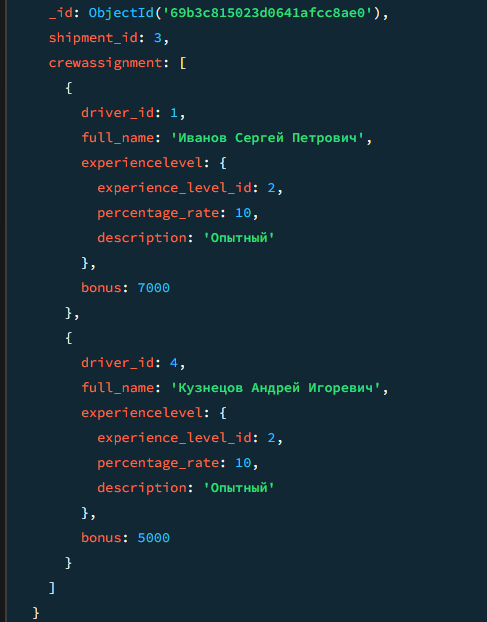 _id: ObjectId('69b3c815023d0641afcc8ae0'),
shipment_id: 3,
crewassignment: [
{
driver_id: 1,
full_name: 'Иванов Сергей Петрович',
experiencelevel: {
experience_level_id: 2,
percentage_rate: 10,
description: 'Опытный'
},
bonus: 7000
},
{
driver_id: 4,
full_name: 'Кузнецов Андрей Игоревич',
experiencelevel: {
experience_level_id: 2,
percentage_rate: 10,
description: 'Опытный'
},
bonus: 5000
}
]
}